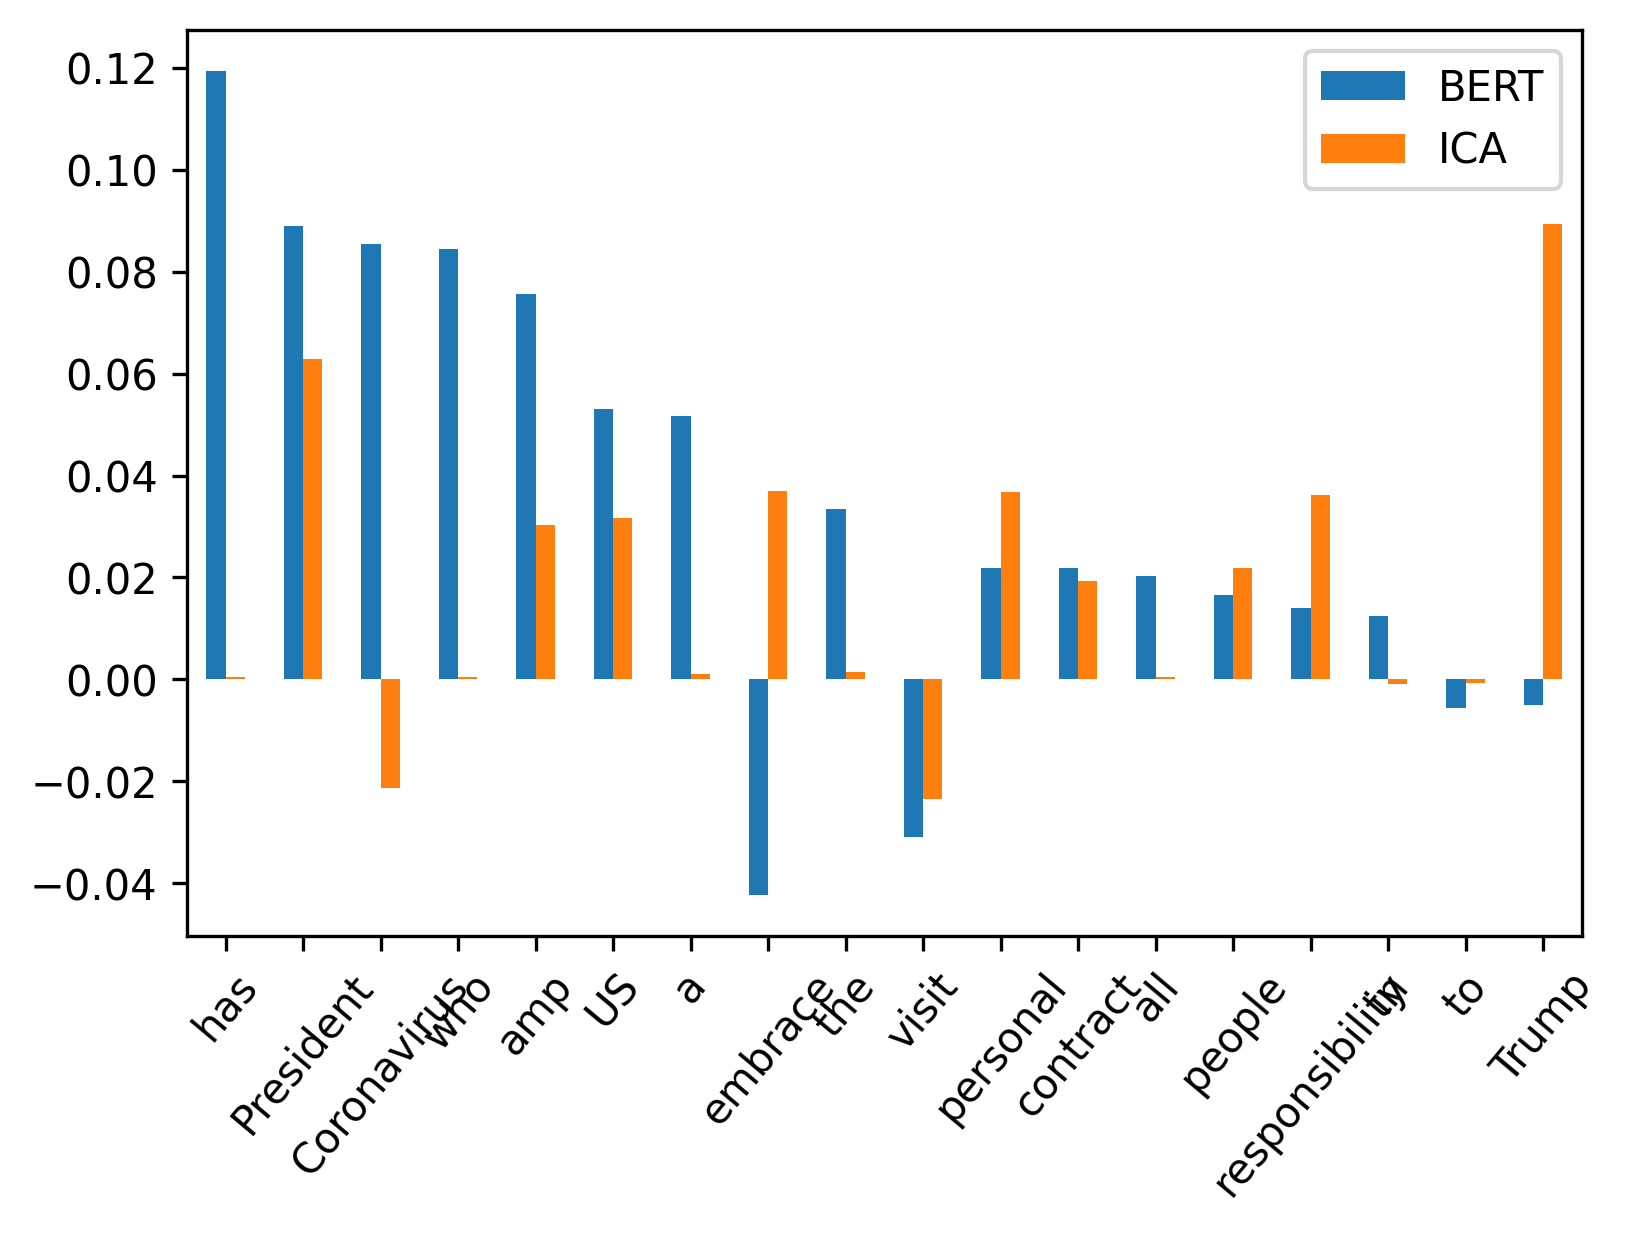 0.12
0.10
0.08
0.06
0.04
0.02
0.00
−0.02
−0.04
BERT
ICA
has
President
Coronavirus
who
amp
US
a
embrace
the
visit
personal
contract
all
people
responsibility
to
Trump